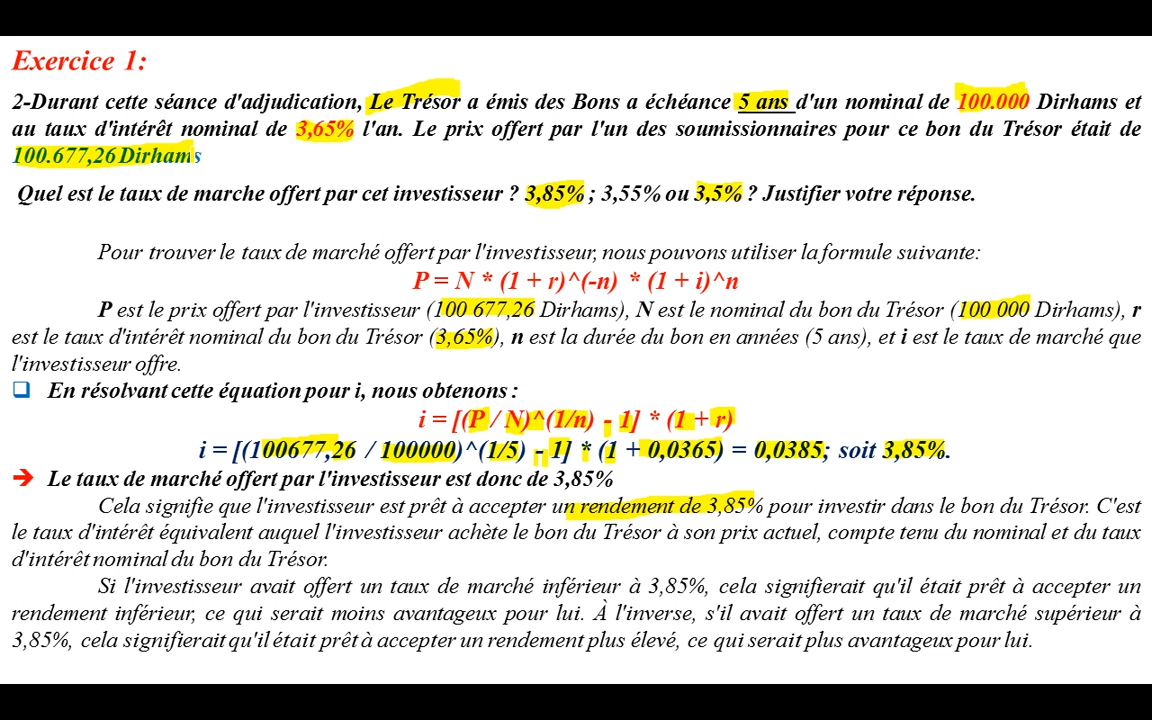 Exercice 1:
2-Durant cette séance d'adjudication, Le Trésor a émis des Bons a échéance 5 ans d'un nominal de 100.000 Dirhams et
au taux d'intérêt nominal de 3,65% l'an. Le prix offert par l'un des soumissionnaires pour ce bon du Trésor était de
100.677,26 Dirhams
Quel est le taux de marche offert par cet investisseur ? 3,85% ; 3,55% ou 3,5% ? Justifier votre réponse.
Pour trouver le taux de marché offert par l'investisseur, nous pouvons utiliser la formule suivante:
P = N * (1 + r)^(-n) * (1 + i)^n
P est le prix offert par l'investisseur (100 677,26 Dirhams), N est le nominal du bon du Trésor (100 000 Dirhams), r
est le taux d'intérêt nominal du bon du Trésor (3,65%), n est la durée du bon en années (5 ans), et i est le taux de marché que
l'investisseur offre.
❑ En résolvant cette équation pour i, nous obtenons :
i = [(P / N)^(1/n) - 1] * (1 + r)
i = [(100677,26 / 100000)^(1/5) - 1] * (1 + 0,0365) = 0,0385; soit 3,85%.
➔ Le taux de marché offert par l'investisseur est donc de 3,85%
Cela signifie que l'investisseur est prêt à accepter un rendement de 3,85% pour investir dans le bon du Trésor. C'est
le taux d'intérêt équivalent auquel l'investisseur achète le bon du Trésor à son prix actuel, compte tenu du nominal et du taux
d'intérêt nominal du bon du Trésor.
Si l'investisseur avait offert un taux de marché inférieur à 3,85%, cela signifierait qu'il était prêt à accepter un
rendement inférieur, ce qui serait moins avantageux pour lui. À l'inverse, s'il avait offert un taux de marché supérieur à
3,85%, cela signifierait qu'il était prêt à accepter un rendement plus élevé, ce qui serait plus avantageux pour lui.